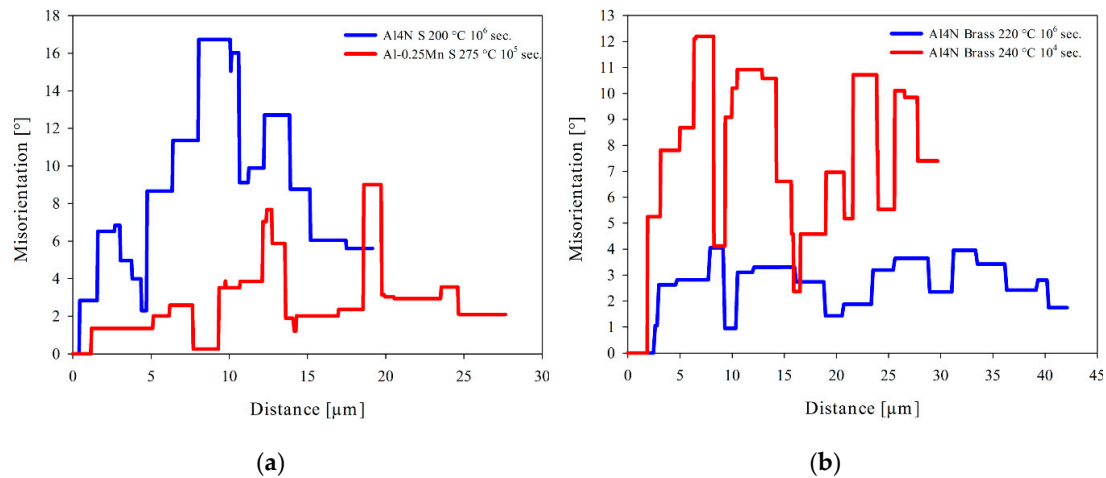 18
16
14
12
10
8
6
4
2
0
Misorientation [°]
Al4N S 200 °C 10⁶ sec.
Al-0.25Mn S 275 °C 10⁵ sec.
0 5 10 15 20 25 30
Distance [µm]
(a)
13
12
11
10
9
8
7
6
5
4
3
2
1
0
Misorientation [°]
Al4N Brass 220 °C 10⁶ sec.
Al4N Brass 240 °C 10⁴ sec.
0 5 10 15 20 25 30 35 40 45
Distance [µm]
(b)